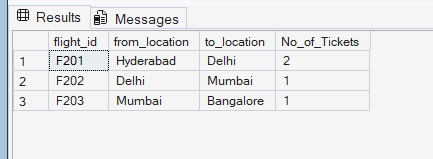 Results Messages
flight_id from_location to_location No_of_Tickets
1 F201 Hyderabad Delhi 2
2 F202 Delhi Mumbai 1
3 F203 Mumbai Bangalore 1